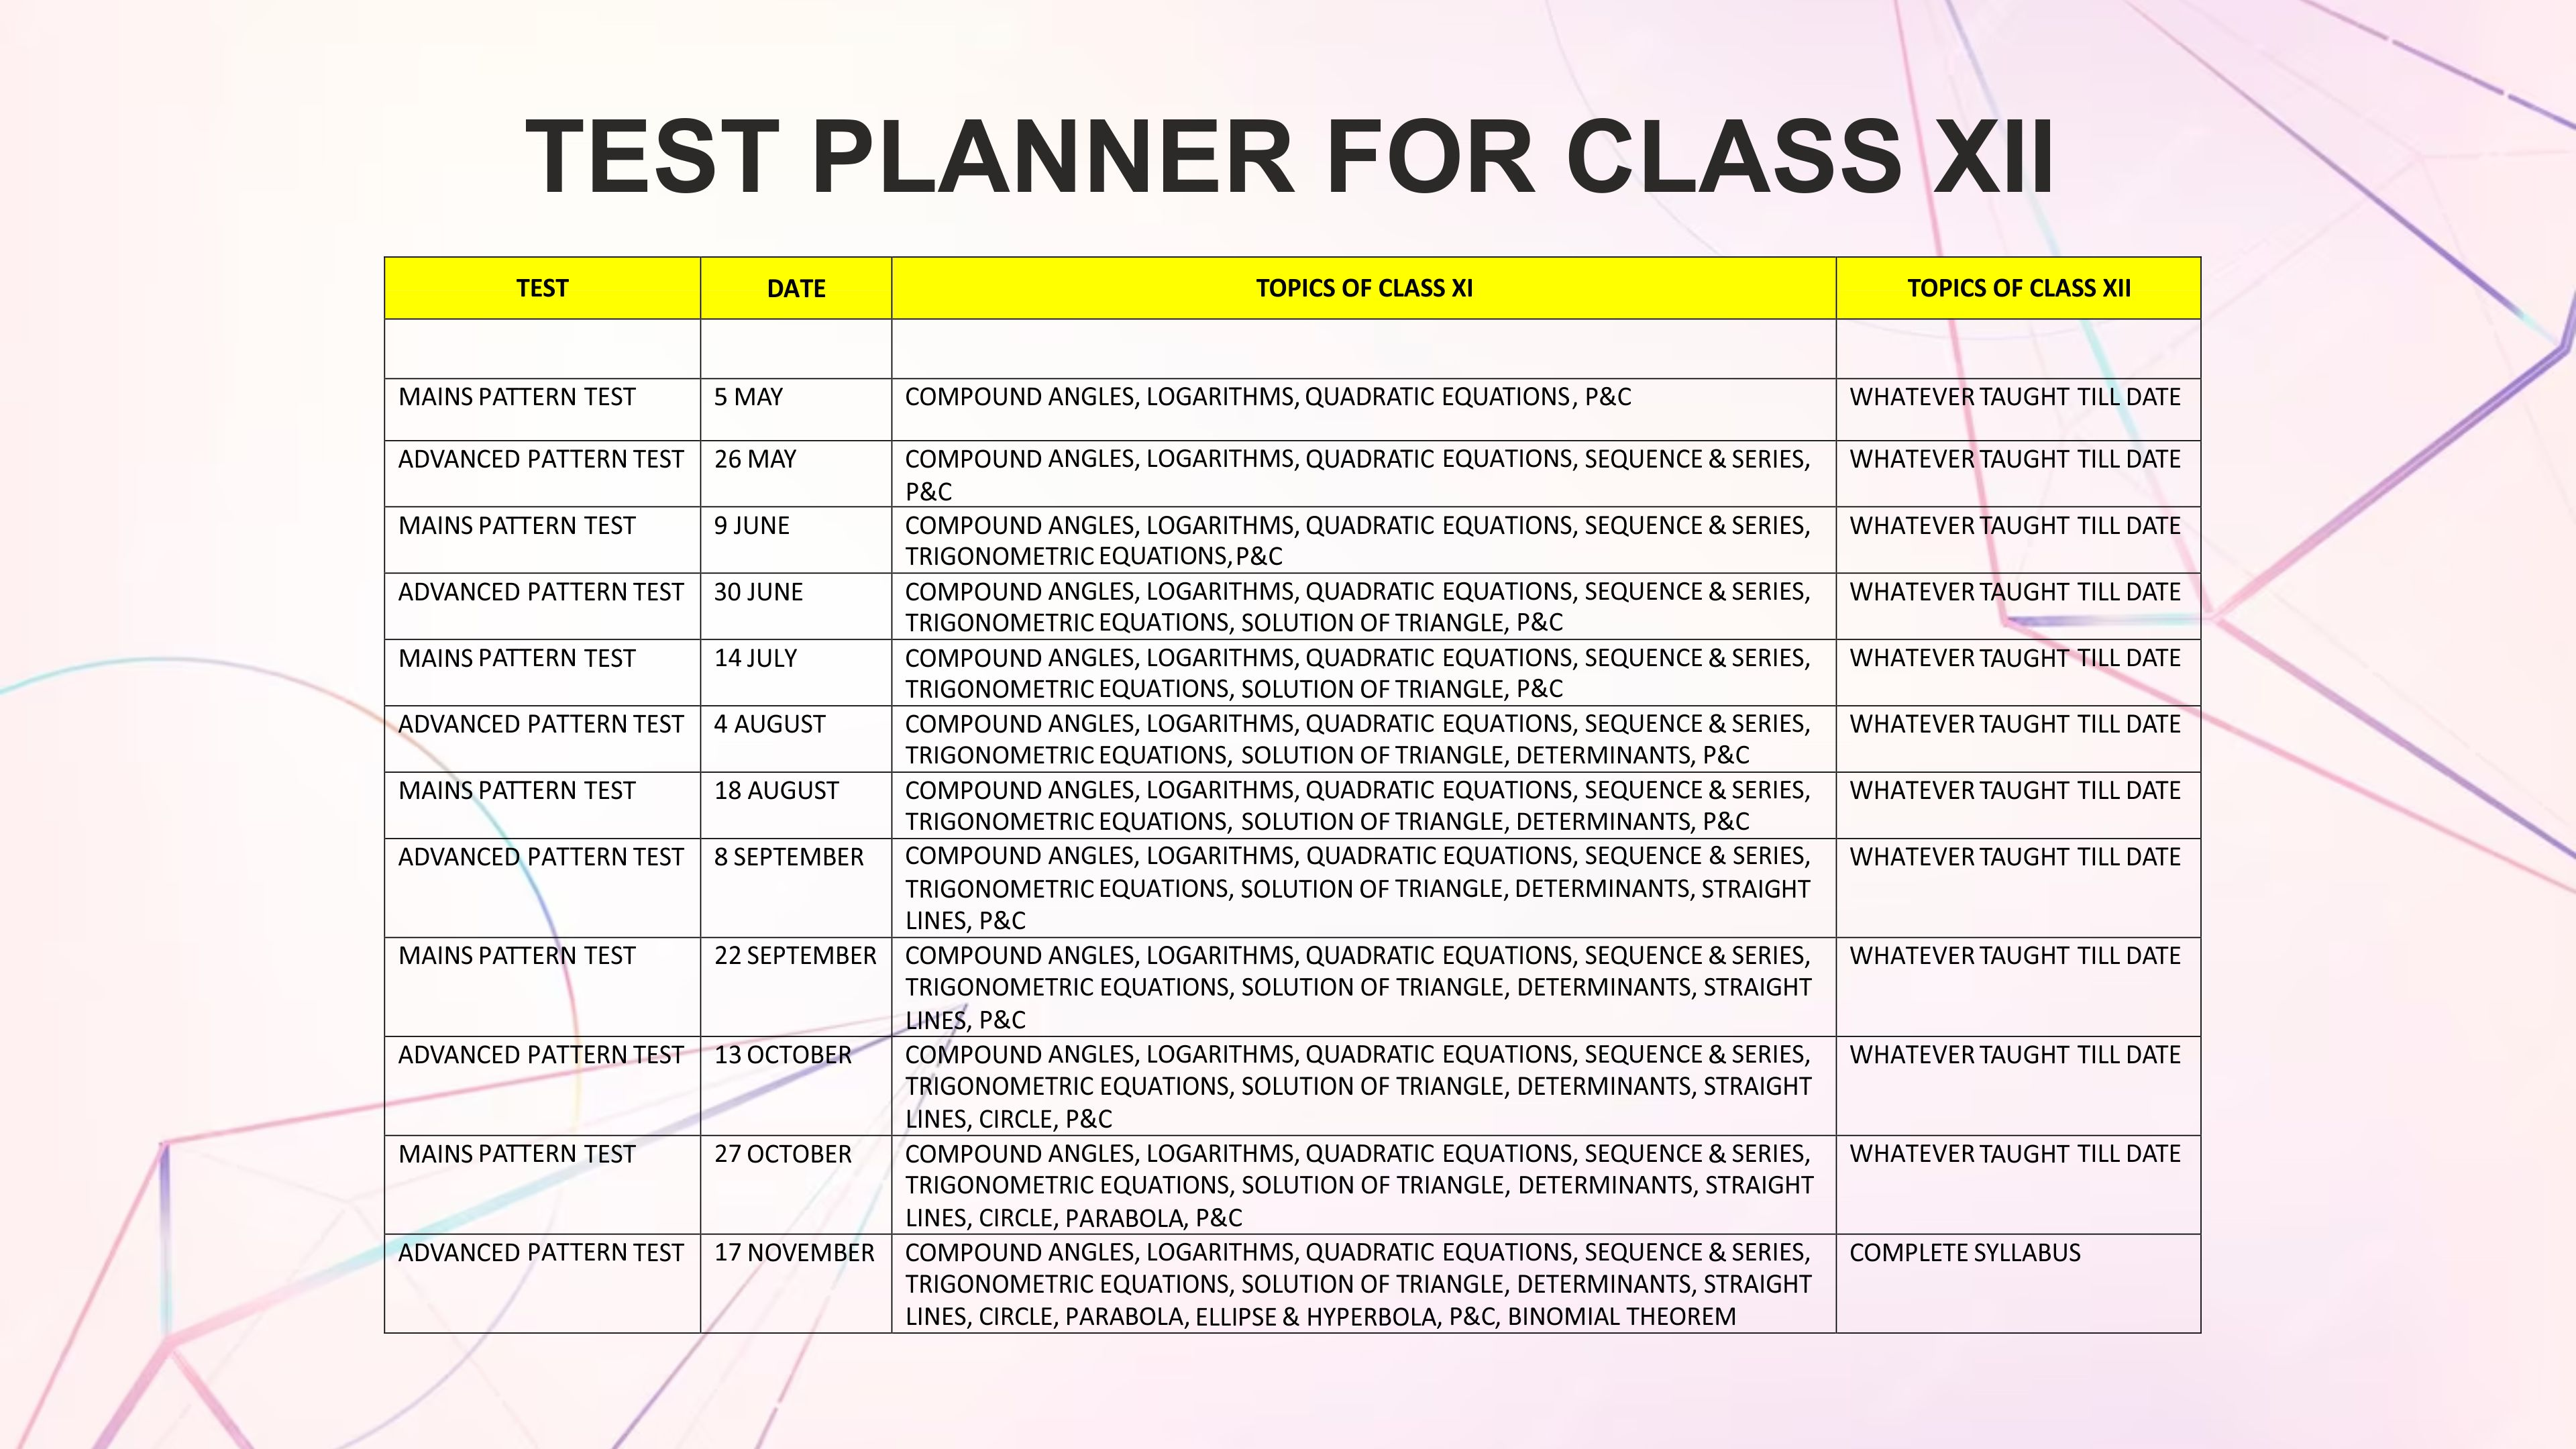 TEST PLANNER FOR CLASS XII
TEST DATE TOPICS OF CLASS XI TOPICS OF CLASS XII
MAINS PATTERN TEST 5 MAY COMPOUND ANGLES, LOGARITHMS, QUADRATIC EQUATIONS, P&C WHATEVER TAUGHT TILL DATE
ADVANCED PATTERN TEST 26 MAY COMPOUND ANGLES, LOGARITHMS, QUADRATIC EQUATIONS, SEQUENCE & SERIES, WHATEVER TAUGHT TILL DATE
P&C
MAINS PATTERN TEST 9 JUNE COMPOUND ANGLES, LOGARITHMS, QUADRATIC EQUATIONS, SEQUENCE & SERIES, WHATEVER TAUGHT TILL DATE
TRIGONOMETRIC EQUATIONS, P&C
ADVANCED PATTERN TEST 30 JUNE COMPOUND ANGLES, LOGARITHMS, QUADRATIC EQUATIONS, SEQUENCE & SERIES, WHATEVER TAUGHT TILL DATE
TRIGONOMETRIC EQUATIONS, SOLUTION OF TRIANGLE, P&C
MAINS PATTERN TEST 14 JULY COMPOUND ANGLES, LOGARITHMS, QUADRATIC EQUATIONS, SEQUENCE & SERIES, WHATEVER TAUGHT TILL DATE
TRIGONOMETRIC EQUATIONS, SOLUTION OF TRIANGLE, P&C
ADVANCED PATTERN TEST 4 AUGUST COMPOUND ANGLES, LOGARITHMS, QUADRATIC EQUATIONS, SEQUENCE & SERIES, WHATEVER TAUGHT TILL DATE
TRIGONOMETRIC EQUATIONS, SOLUTION OF TRIANGLE, DETERMINANTS, P&C
MAINS PATTERN TEST 18 AUGUST COMPOUND ANGLES, LOGARITHMS, QUADRATIC EQUATIONS, SEQUENCE & SERIES, WHATEVER TAUGHT TILL DATE
TRIGONOMETRIC EQUATIONS, SOLUTION OF TRIANGLE, DETERMINANTS, P&C
ADVANCED PATTERN TEST 8 SEPTEMBER COMPOUND ANGLES, LOGARITHMS, QUADRATIC EQUATIONS, SEQUENCE & SERIES, WHATEVER TAUGHT TILL DATE
TRIGONOMETRIC EQUATIONS, SOLUTION OF TRIANGLE, DETERMINANTS, STRAIGHT
LINES, P&C
MAINS PATTERN TEST 22 SEPTEMBER COMPOUND ANGLES, LOGARITHMS, QUADRATIC EQUATIONS, SEQUENCE & SERIES, WHATEVER TAUGHT TILL DATE
TRIGONOMETRIC EQUATIONS, SOLUTION OF TRIANGLE, DETERMINANTS, STRAIGHT
LINES, P&C
ADVANCED PATTERN TEST 13 OCTOBER COMPOUND ANGLES, LOGARITHMS, QUADRATIC EQUATIONS, SEQUENCE & SERIES, WHATEVER TAUGHT TILL DATE
TRIGONOMETRIC EQUATIONS, SOLUTION OF TRIANGLE, DETERMINANTS, STRAIGHT
LINES, CIRCLE, P&C
MAINS PATTERN TEST 27 OCTOBER COMPOUND ANGLES, LOGARITHMS, QUADRATIC EQUATIONS, SEQUENCE & SERIES, WHATEVER TAUGHT TILL DATE
TRIGONOMETRIC EQUATIONS, SOLUTION OF TRIANGLE, DETERMINANTS, STRAIGHT
LINES, CIRCLE, PARABOLA, P&C
ADVANCED PATTERN TEST 17 NOVEMBER COMPOUND ANGLES, LOGARITHMS, QUADRATIC EQUATIONS, SEQUENCE & SERIES, COMPLETE SYLLABUS
TRIGONOMETRIC EQUATIONS, SOLUTION OF TRIANGLE, DETERMINANTS, STRAIGHT
LINES, CIRCLE, PARABOLA, ELLIPSE & HYPERBOLA, P&C, BINOMIAL THEOREM